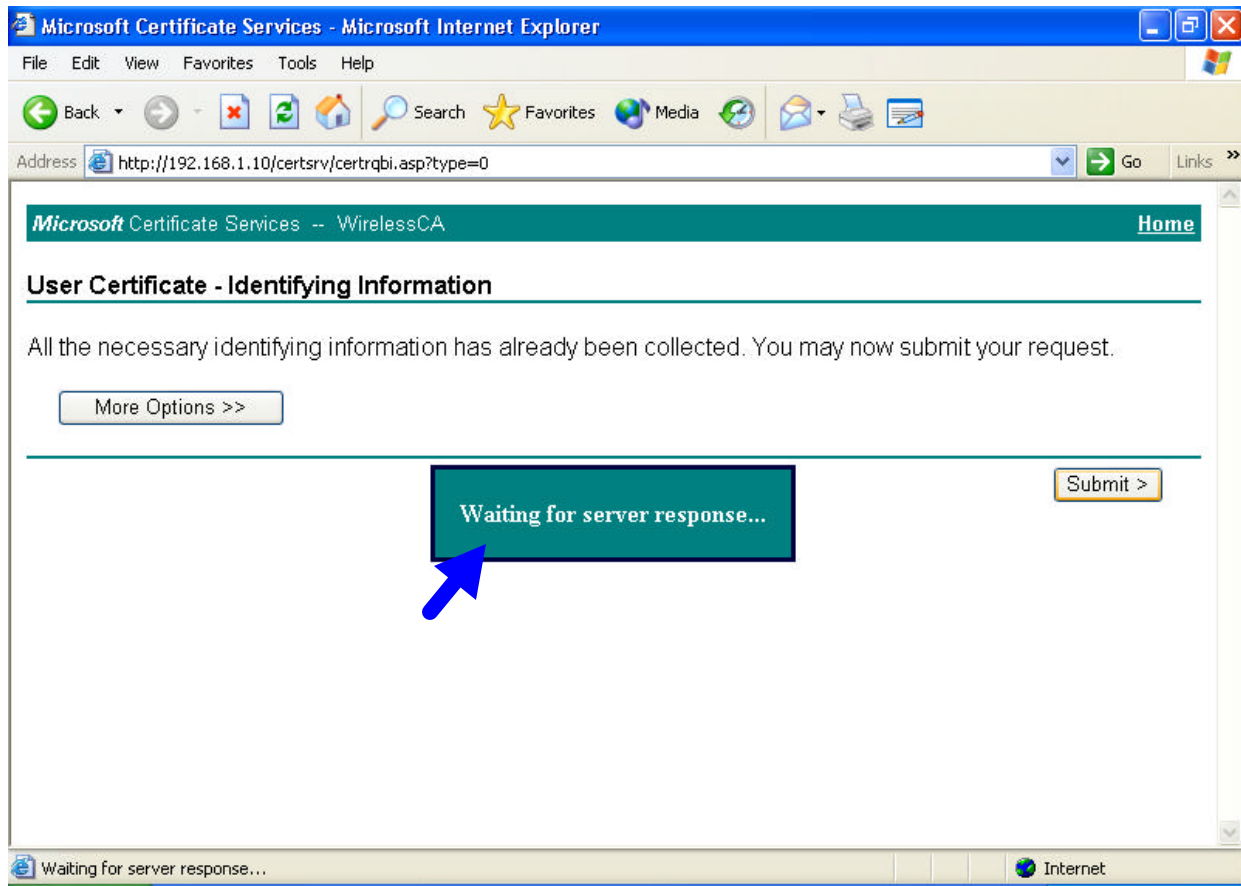 Microsoft Certificate Services - Microsoft Internet Explorer
File Edit View Favorites Tools Help
Back Search Favorites Media
Address http://192.168.1.10/certsrv/certrqbi.asp?type=0 Go Links »
Microsoft Certificate Services -- WirelessCA Home
User Certificate - Identifying Information
All the necessary identifying information has already been collected. You may now submit your request.
More Options >>
Submit >
Waiting for server response...
Waiting for server response... Internet